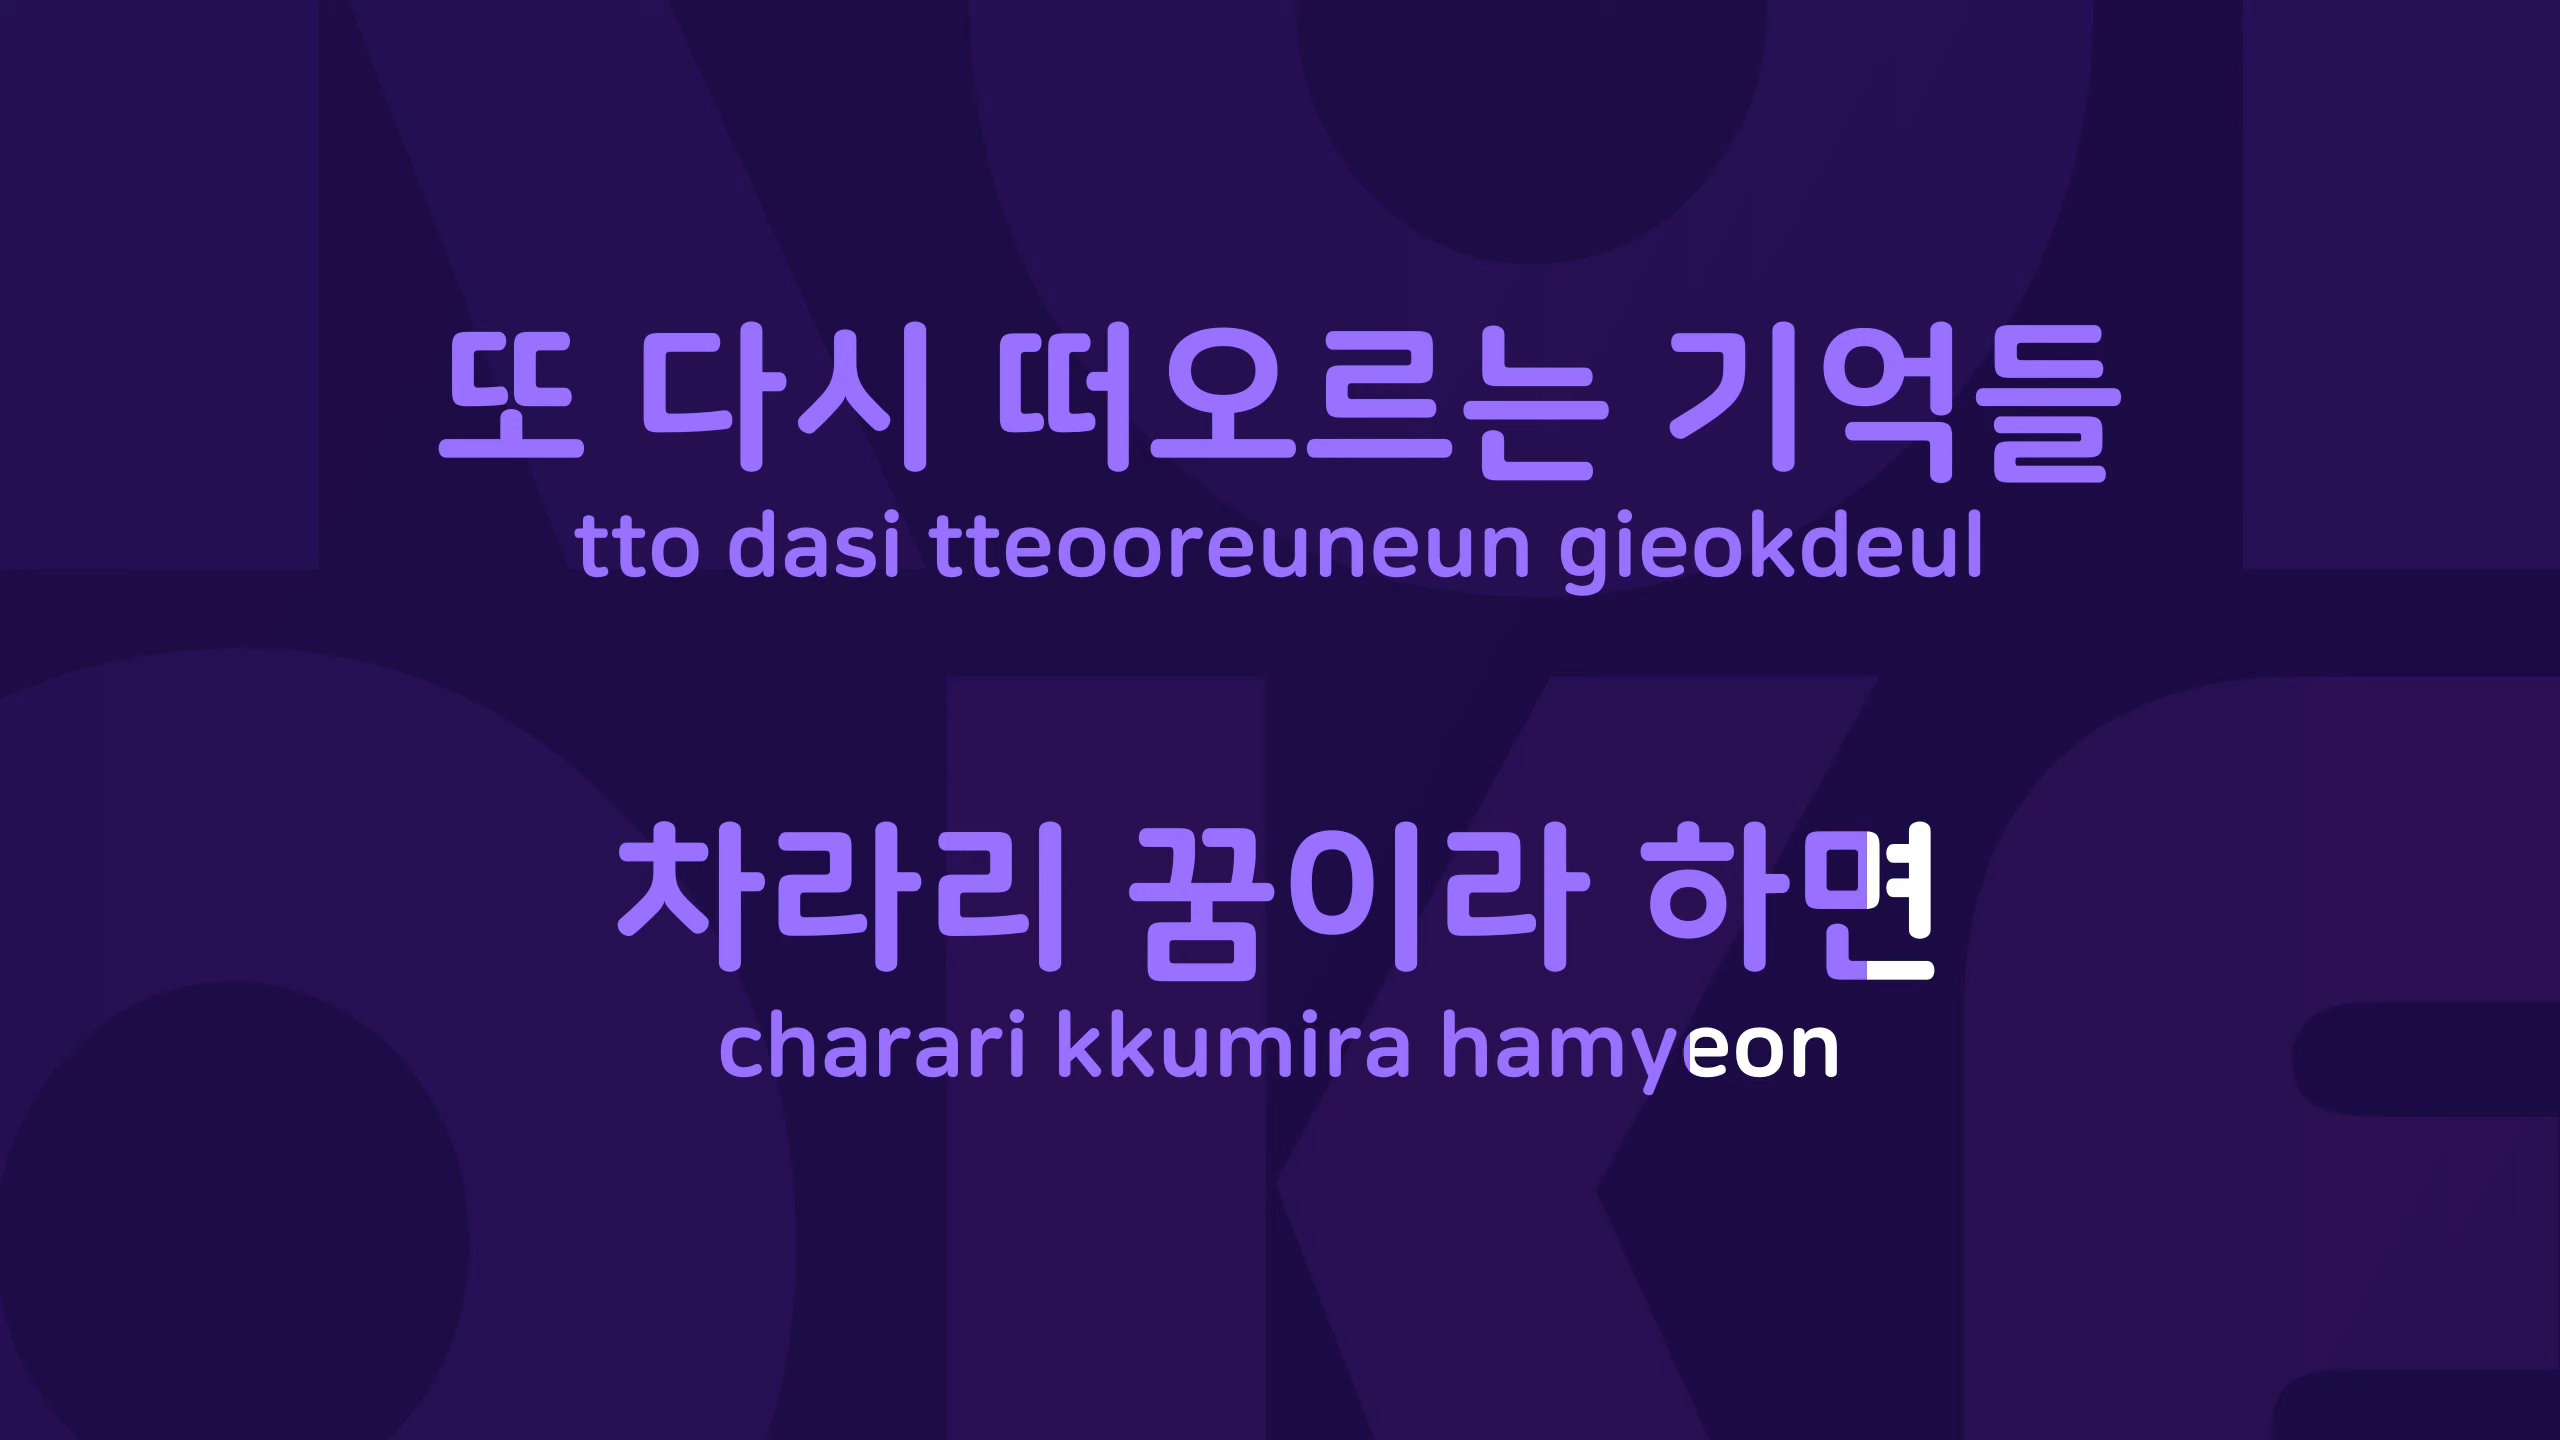 또 다시 떠오르는 기억들
tto dasi tteooreuneun gieokdeul
차라리 꿈이라 하면
charari kkumira hamyeon